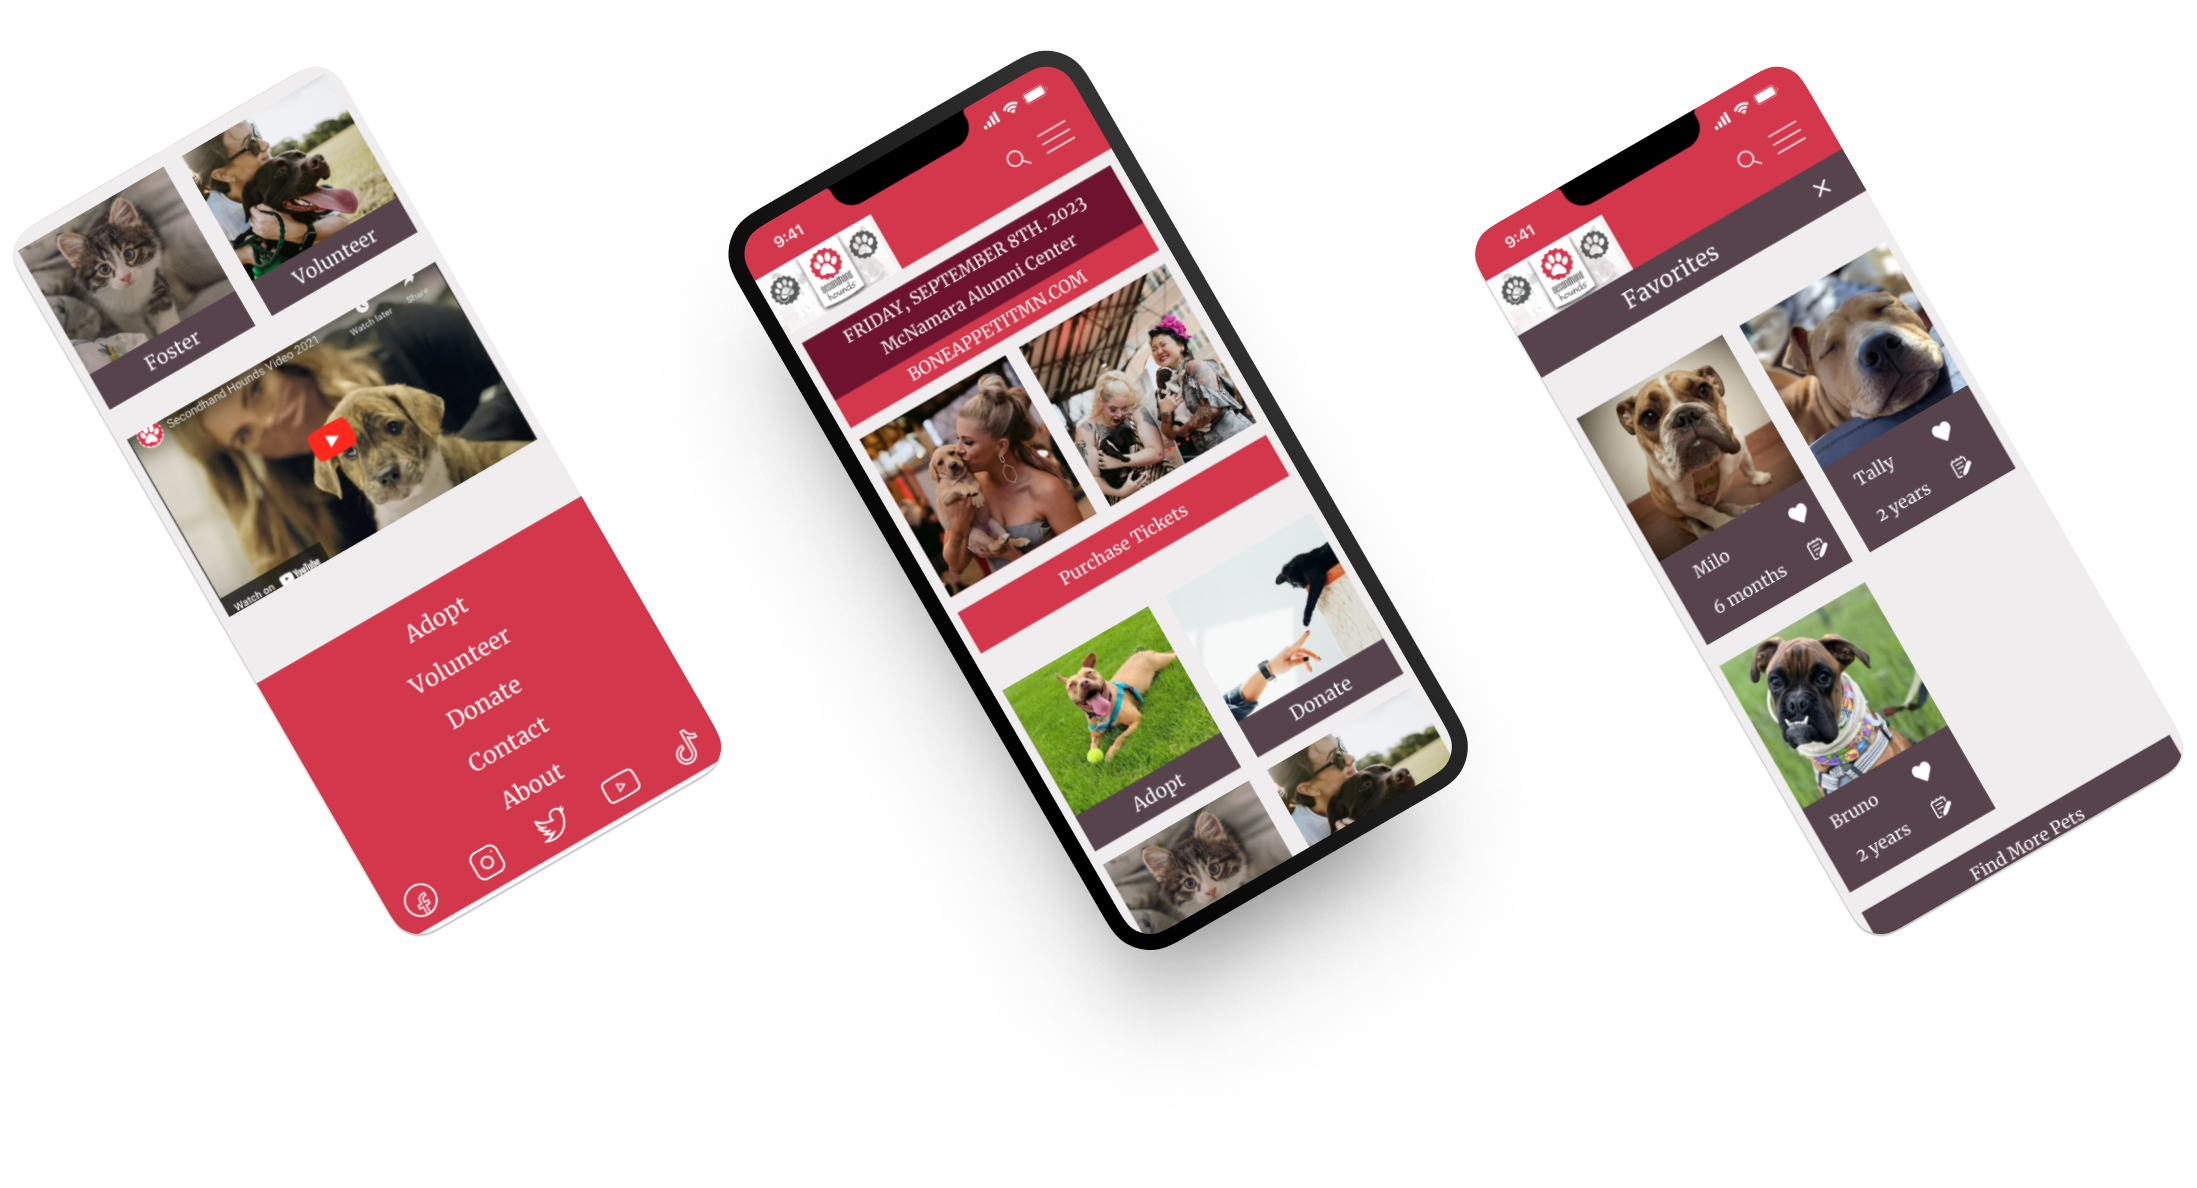 Volunteer
Foster
Secondhand Hounds Video 2021
Watch later
Share
Watch on
YouTube
Adopt
Volunteer
Donate
Contact
About
9:41
secondhand
hounds
FRIDAY, SEPTEMBER 8TH. 2023
McNamara Alumni Center
BONEAPPETITMN.COM
Purchase Tickets
Donate
Adopt
9:41
secondhand
hounds
Favorites
Tally
2 years
Milo
6 months
Bruno
2 years
Find More Pets